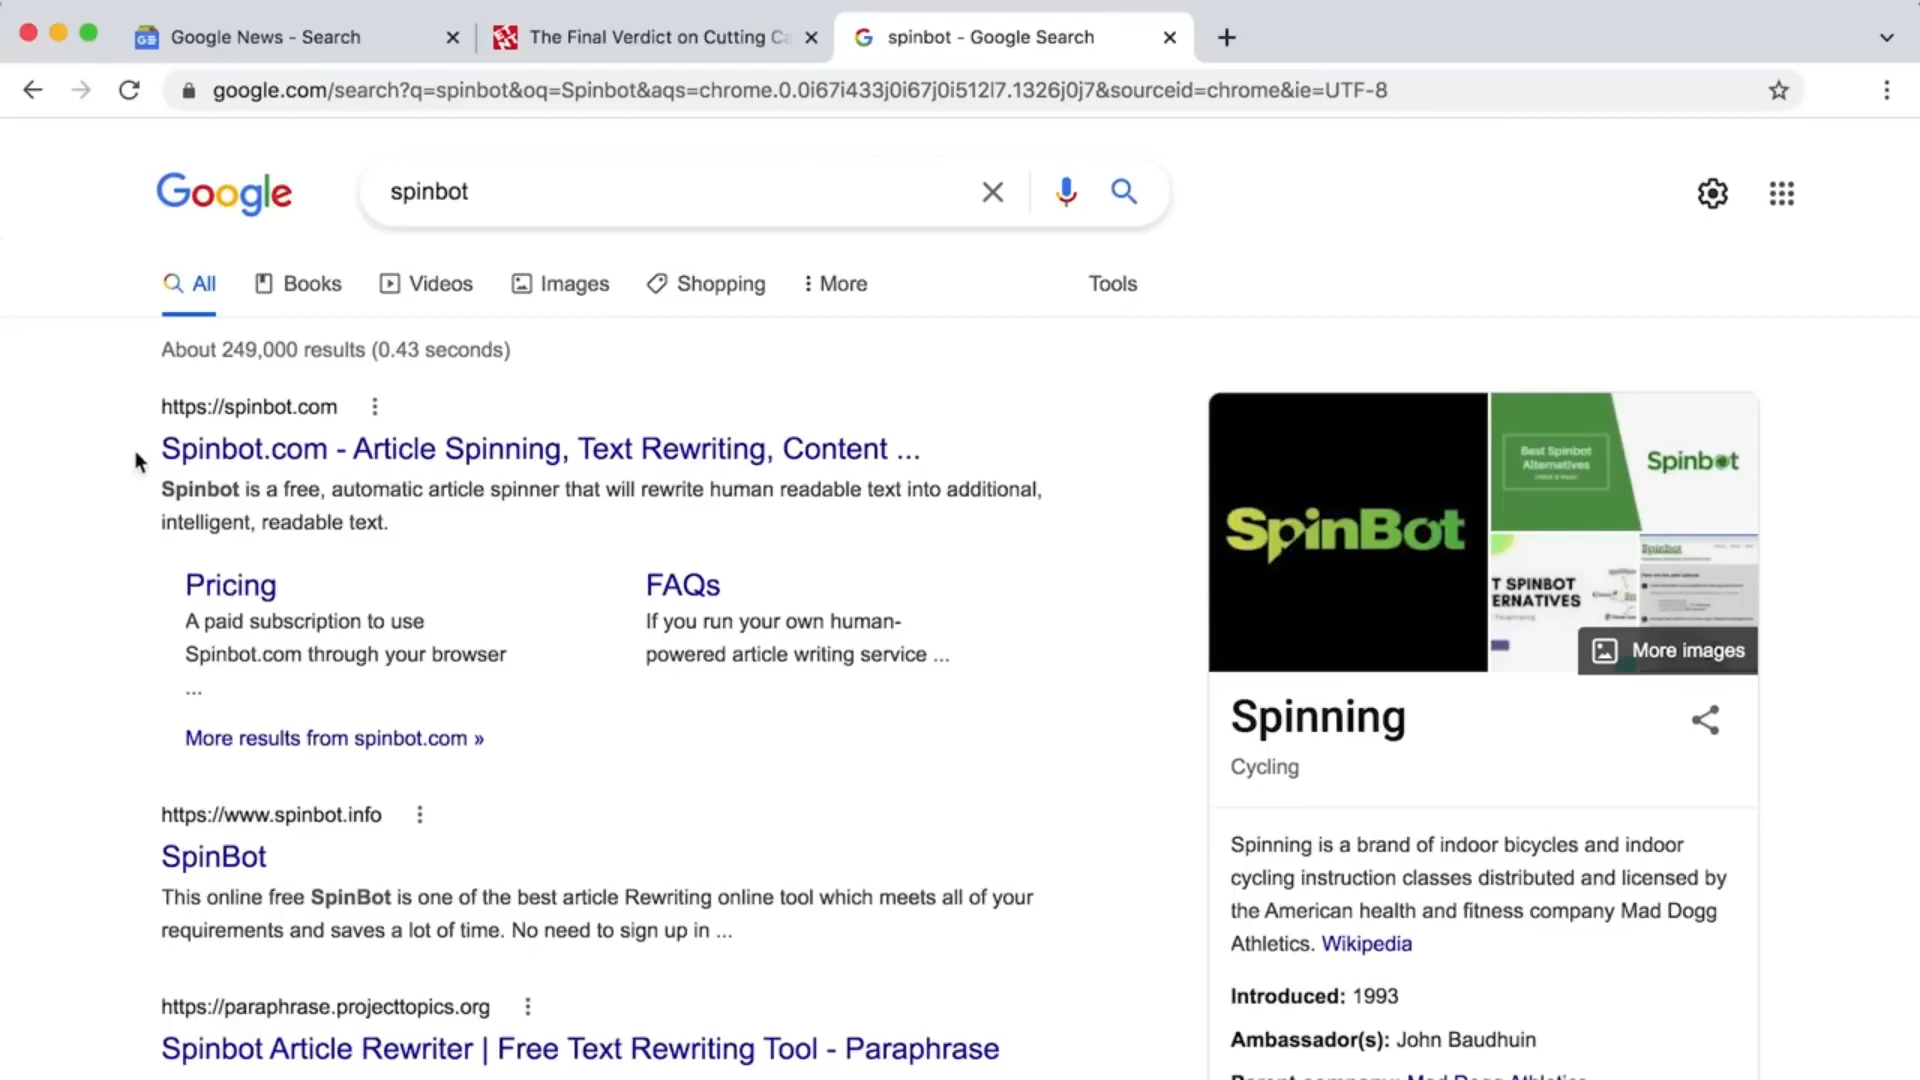 Google News - Search
The Final Verdict on Cutting Ca
spinbot - Google Search
google.com/search?q=spinbot&oq=Spinbot&aqs=chrome.0.0i67i433j0i67j0i512l7.1326j0j7&sourceid=chrome&ie=UTF-8
Google
spinbot
All
Books
Videos
Images
Shopping
More
Tools
About 249,000 results (0.43 seconds)
https://spinbot.com
Spinbot.com - Article Spinning, Text Rewriting, Content ...
Spinbot is a free, automatic article spinner that will rewrite human readable text into additional,
intelligent, readable text.
Pricing
A paid subscription to use
Spinbot.com through your browser
...
FAQs
If you run your own human-
powered article writing service ...
More results from spinbot.com »
https://www.spinbot.info
SpinBot
This online free SpinBot is one of the best article Rewriting online tool which meets all of your
requirements and saves a lot of time. No need to sign up in ...
https://paraphrase.projecttopics.org
Spinbot Article Rewriter | Free Text Rewriting Tool - Paraphrase
SpinBot
Best Spinbot
Alternatives
Spinbot
T SPINBOT
ERNATIVES
Spinbot
More images
Spinning
Cycling
Spinning is a brand of indoor bicycles and indoor
cycling instruction classes distributed and licensed by
the American health and fitness company Mad Dogg
Athletics. Wikipedia
Introduced: 1993
Ambassador(s): John Baudhuin
Parent company: Mad Dogg Athletics